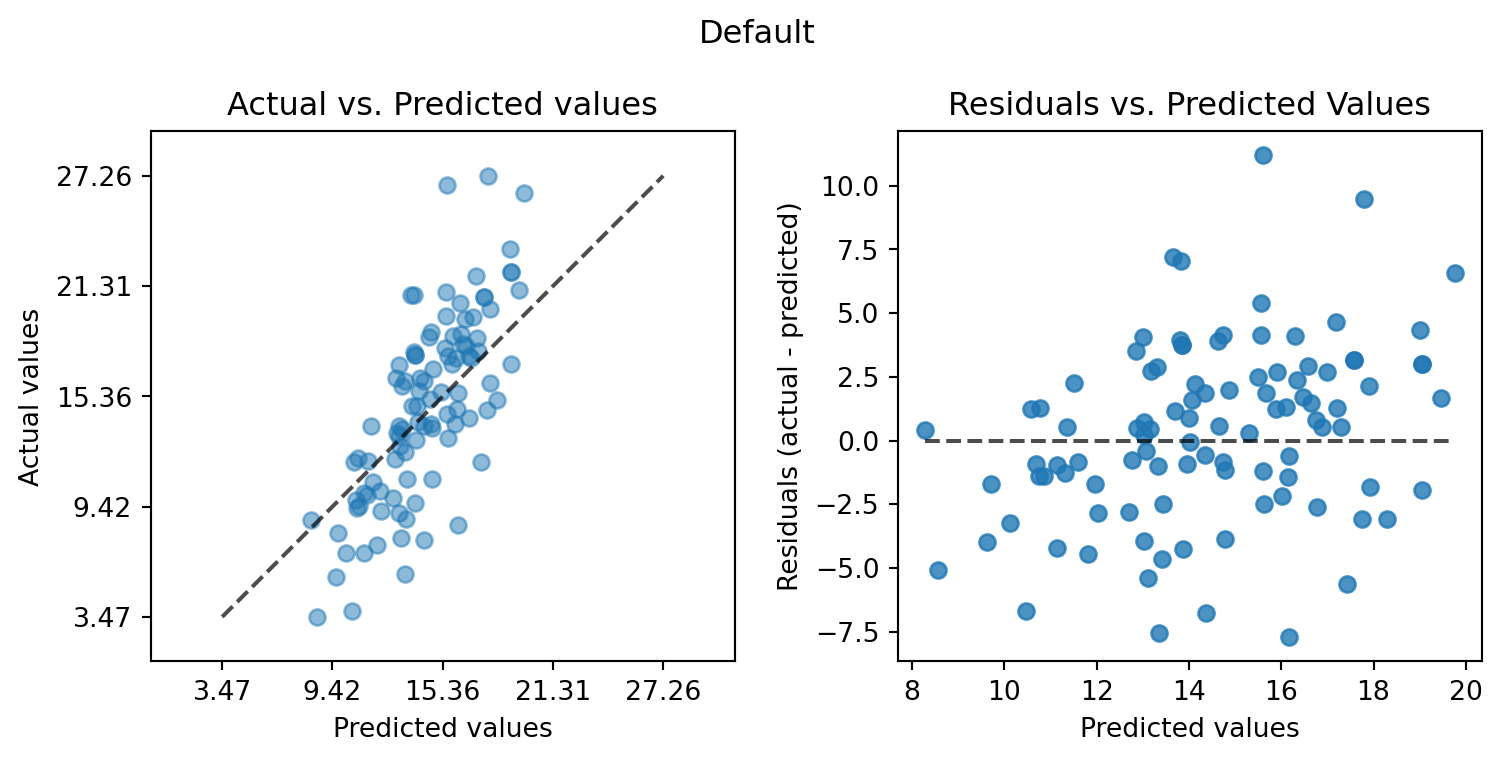 Default
Actual vs. Predicted values
Actual values
27.26
21.31
15.36
9.42
3.47
3.47 9.42 15.36 21.31 27.26
Predicted values
Residuals vs. Predicted Values
Residuals (actual - predicted)
10.0
7.5
5.0
2.5
0.0
−2.5
−5.0
−7.5
8 10 12 14 16 18 20
Predicted values